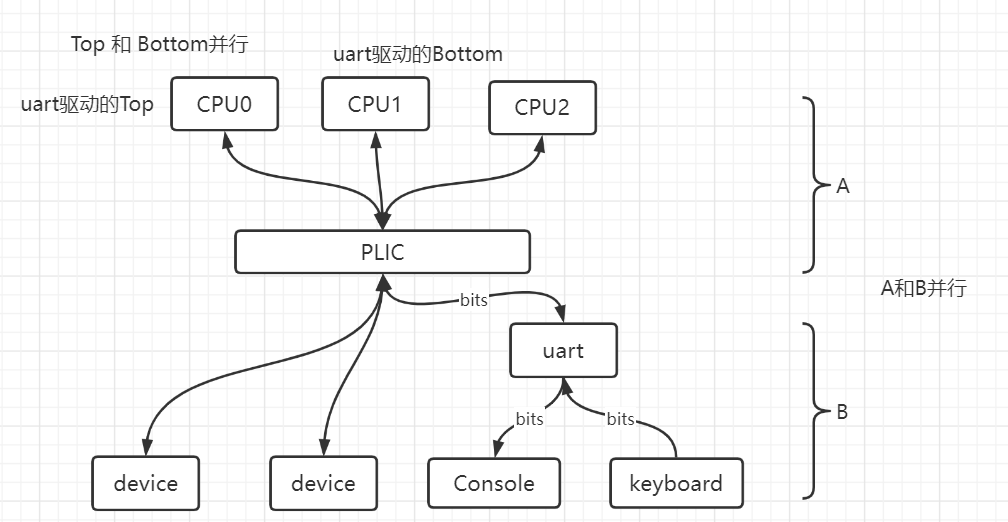 Top 和 Bottom并行
uart驱动的Bottom
uart驱动的Top
CPU0
CPU1
CPU2
A
PLIC
A和B并行
bits
uart
bits
bits
B
device
device
Console
keyboard